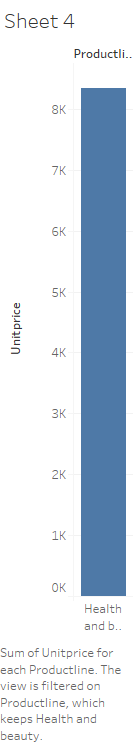 Sheet 4
Productli..
8K
7K
6K
5K
4K
3K
2K
1K
0K
Unitprice
Health
and b..
Sum of Unitprice for
each Productline. The
view is filtered on
Productline, which
keeps Health and
beauty.